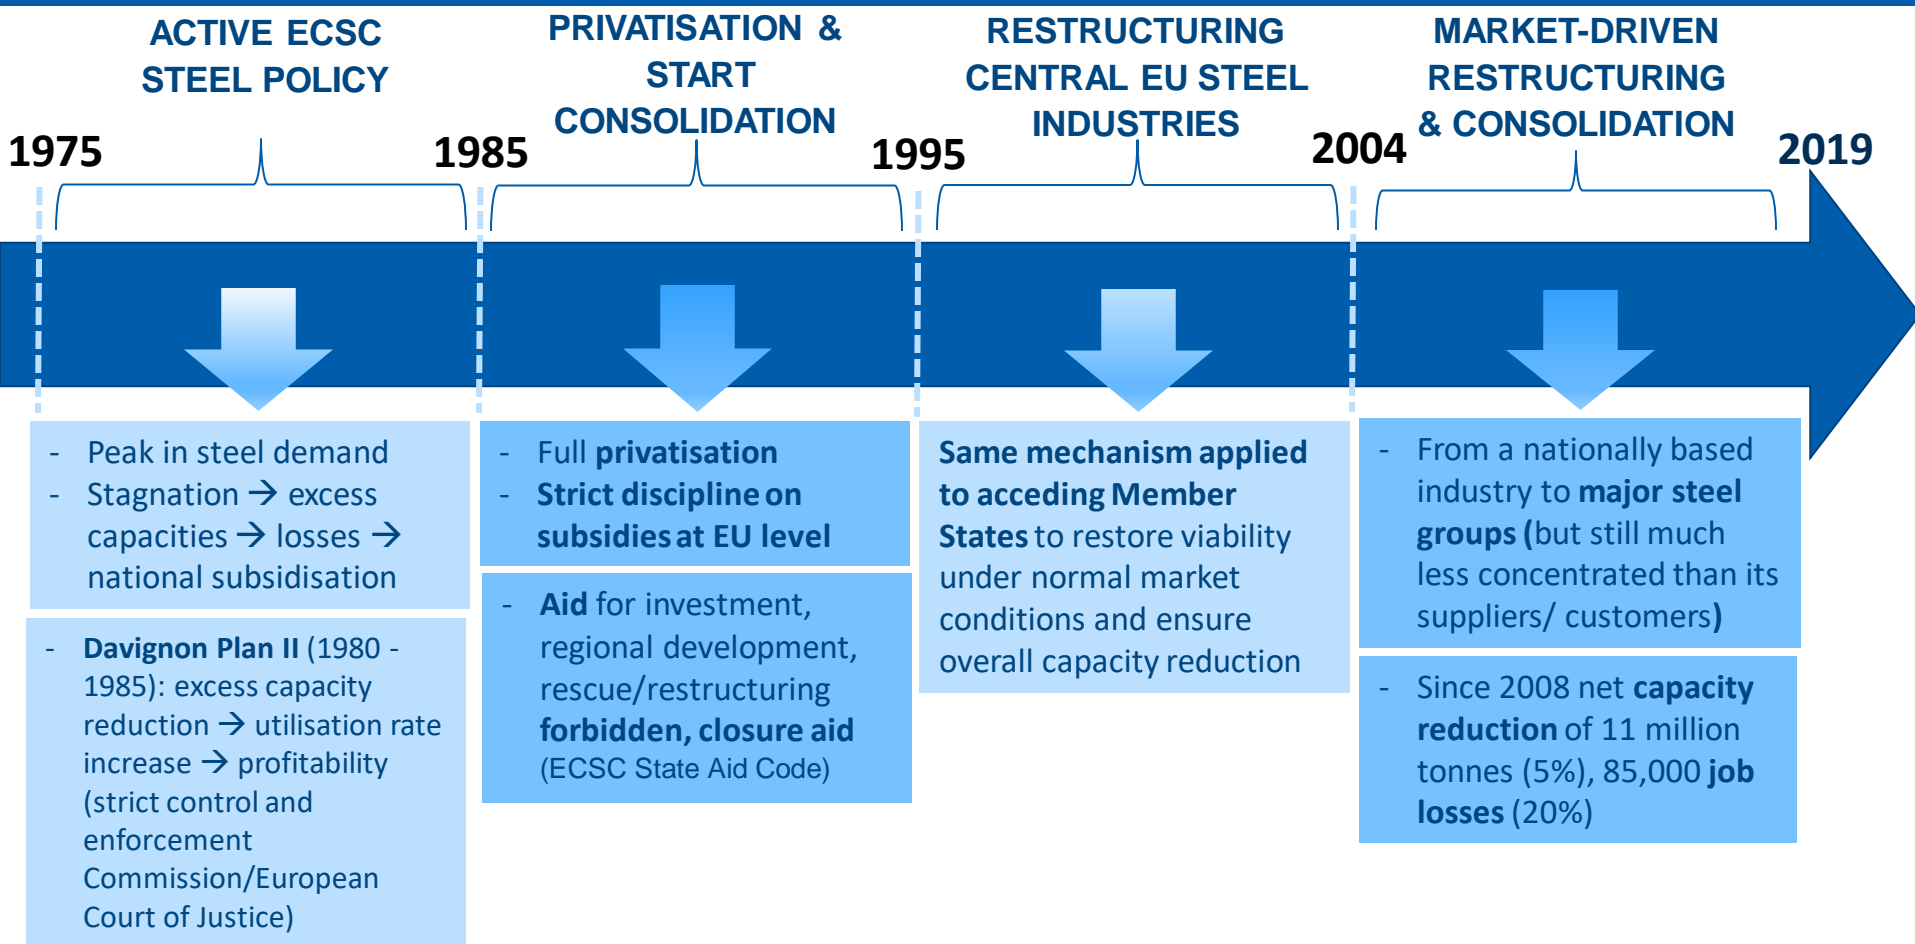 ACTIVE ECSC
STEEL POLICY
PRIVATISATION &
START
CONSOLIDATION
RESTRUCTURING
CENTRAL EU STEEL
INDUSTRIES
MARKET-DRIVEN
RESTRUCTURING
& CONSOLIDATION
1975
1985
1995
2004
2019
- Peak in steel demand
- Stagnation → excess
capacities → losses →
national subsidisation
- Davignon Plan II (1980 -
1985): excess capacity
reduction → utilisation rate
increase → profitability
(strict control and
enforcement
Commission/European
Court of Justice)
- Full privatisation
- Strict discipline on
subsidies at EU level
- Aid for investment,
regional development,
rescue/restructuring
forbidden, closure aid
(ECSC State Aid Code)
Same mechanism applied
to acceding Member
States to restore viability
under normal market
conditions and ensure
overall capacity reduction
- From a nationally based
industry to major steel
groups (but still much
less concentrated than its
suppliers/ customers)
- Since 2008 net capacity
reduction of 11 million
tonnes (5%), 85,000 job
losses (20%)